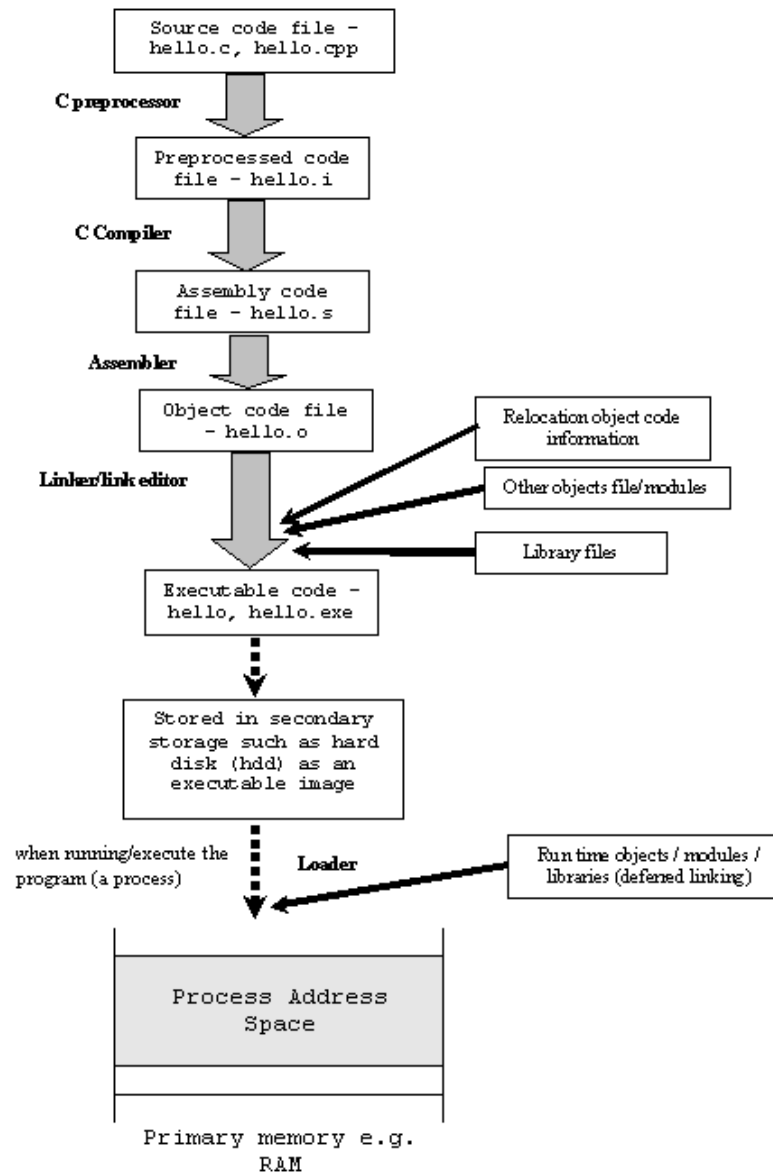 Source code file -
hello.c, hello.cpp
C preprocessor
Preprocessed code
file - hello.i
C Compiler
Assembly code
file - hello.s
Assembler
Object code file
- hello.o
Relocation object code
information
Linker/link editor
Other objects file/modules
Library files
Executable code -
hello, hello.exe
Stored in secondary
storage such as hard
disk (hdd) as an
executable image
when running/execute the
program (a process)
Loader
Run time objects / modules /
libraries (deferred linking)
Process Address
Space
Primary memory e.g.
RAM